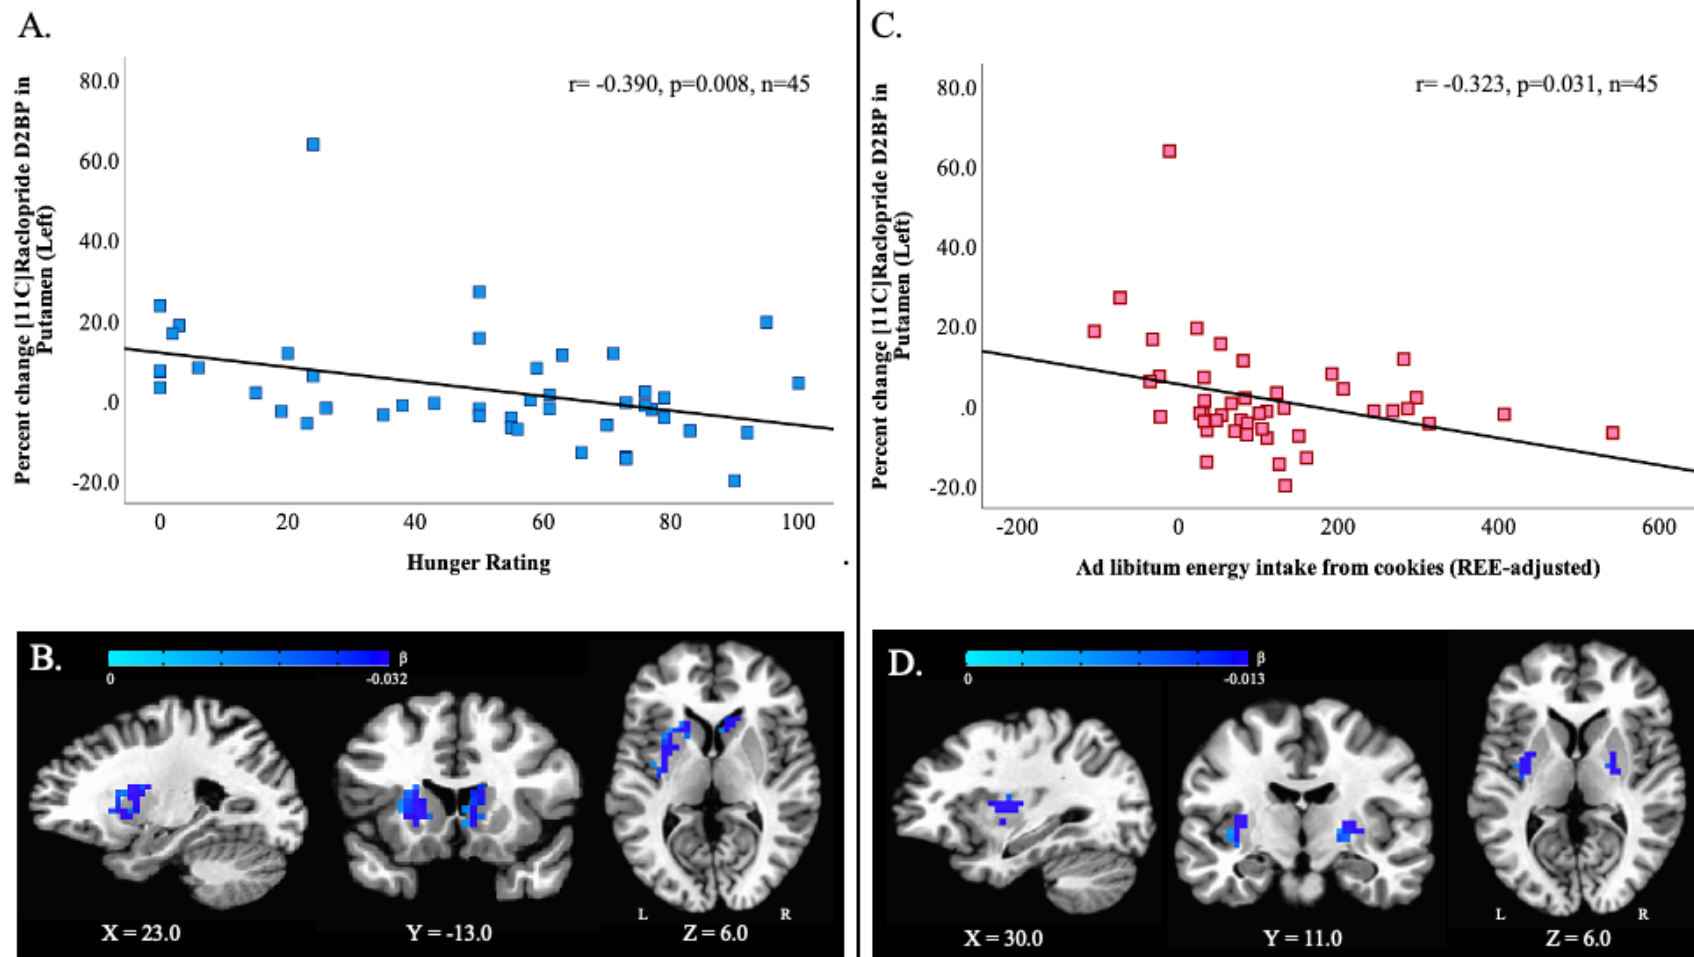 A.
Percent change [11C]Raclopride D2BP in
Putamen (Left)
80.0
60.0
40.0
20.0
.0
-20.0
r= -0.390, p=0.008, n=45
0 20 40 60 80 100
Hunger Rating
B.
β
0 -0.032
L R
X = 23.0 Y = -13.0 Z = 6.0
C.
Percent change [11C]Raclopride D2BP in
Putamen (Left)
80.0
60.0
40.0
20.0
.0
-20.0
r= -0.323, p=0.031, n=45
-200 0 200 400 600
Ad libitum energy intake from cookies (REE-adjusted)
D.
β
0 -0.013
L R
X = 30.0 Y = 11.0 Z = 6.0